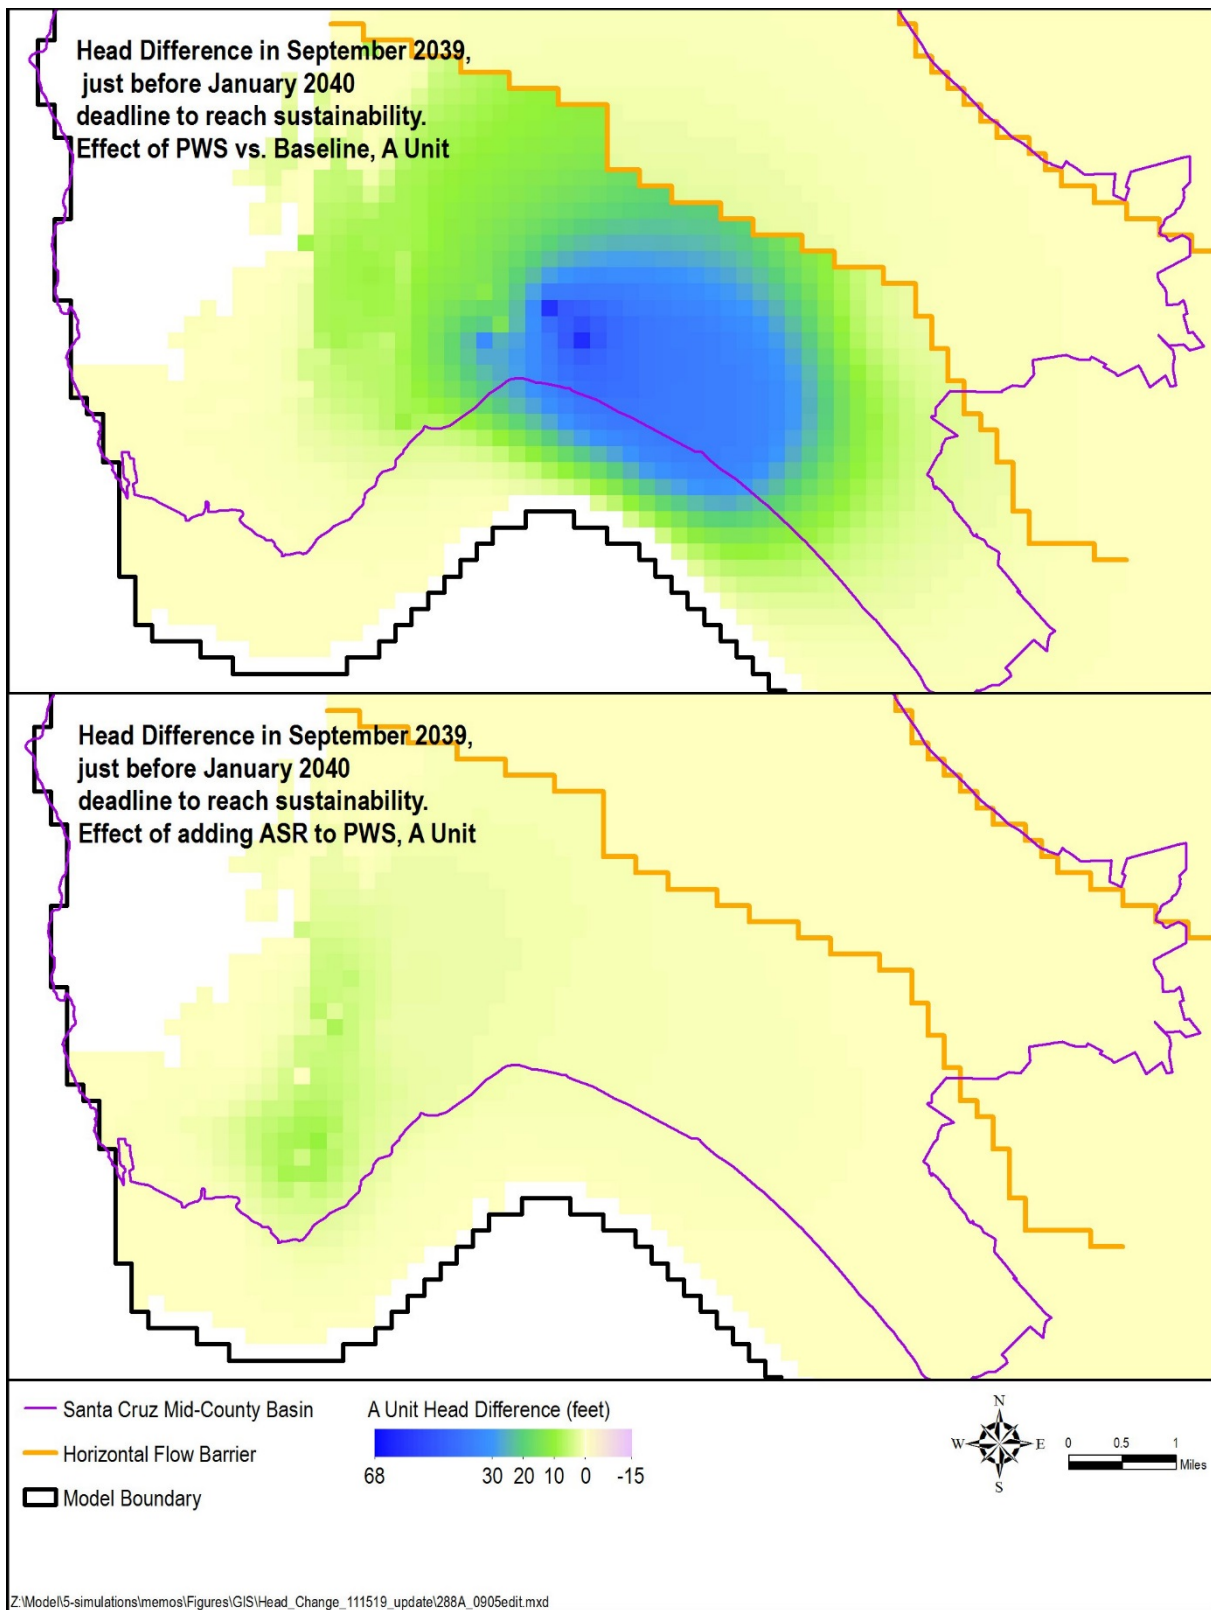 Head Difference in September 2039,
just before January 2040
deadline to reach sustainability.
Effect of PWS vs. Baseline, A Unit
Head Difference in September 2039,
just before January 2040
deadline to reach sustainability.
Effect of adding ASR to PWS, A Unit
Santa Cruz Mid-County Basin
Horizontal Flow Barrier
Model Boundary
A Unit Head Difference (feet)
68 30 20 10 0 -15
N
W E
S
0 0.5 1
Miles
Z:\Model\5-simulations\memos\Figures\GIS\Head_Change_111519_update\288A_0905edit.mxd